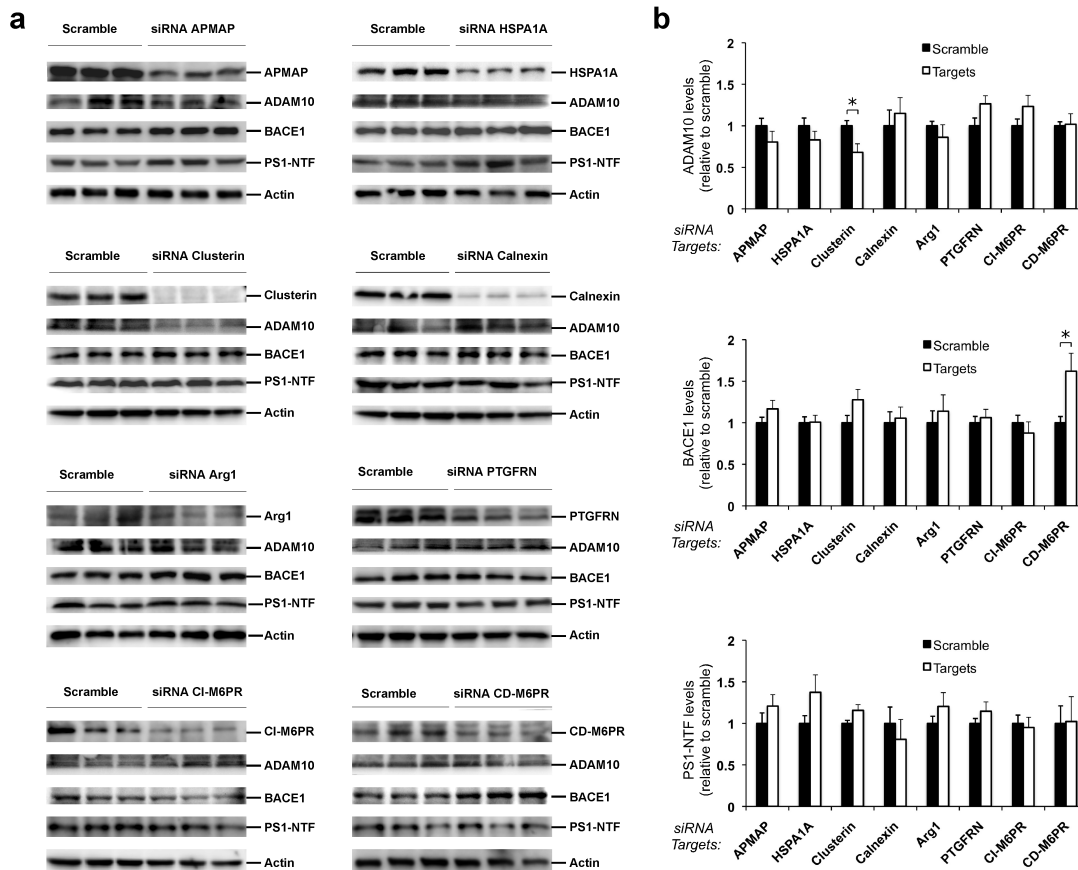 a
Scramble siRNA APMAP
APMAP
ADAM10
BACE1
PS1-NTF
Actin
Scramble siRNA HSPA1A
HSPA1A
ADAM10
BACE1
PS1-NTF
Actin
Scramble siRNA Clusterin
Clusterin
ADAM10
BACE1
PS1-NTF
Actin
Scramble siRNA Calnexin
Calnexin
ADAM10
BACE1
PS1-NTF
Actin
Scramble siRNA Arg1
Arg1
ADAM10
BACE1
PS1-NTF
Actin
Scramble siRNA PTGFRN
PTGFRN
ADAM10
BACE1
PS1-NTF
Actin
Scramble siRNA CI-M6PR
CI-M6PR
ADAM10
BACE1
PS1-NTF
Actin
Scramble siRNA CD-M6PR
CD-M6PR
ADAM10
BACE1
PS1-NTF
Actin
b
ADAM10 levels
(relative to scramble)
2
1.5
1
0.5
0
Scramble
Targets
*
siRNA
Targets:
APMAP
HSPA1A
Clusterin
Calnexin
Arg1
PTGFRN
CI-M6PR
CD-M6PR
BACE1 levels
(relative to scramble)
2
1.5
1
0.5
0
Scramble
Targets
*
siRNA
Targets:
APMAP
HSPA1A
Clusterin
Calnexin
Arg1
PTGFRN
CI-M6PR
CD-M6PR
PS1-NTF levels
(relative to scramble)
2
1.5
1
0.5
0
Scramble
Targets
siRNA
Targets:
APMAP
HSPA1A
Clusterin
Calnexin
Arg1
PTGFRN
CI-M6PR
CD-M6PR